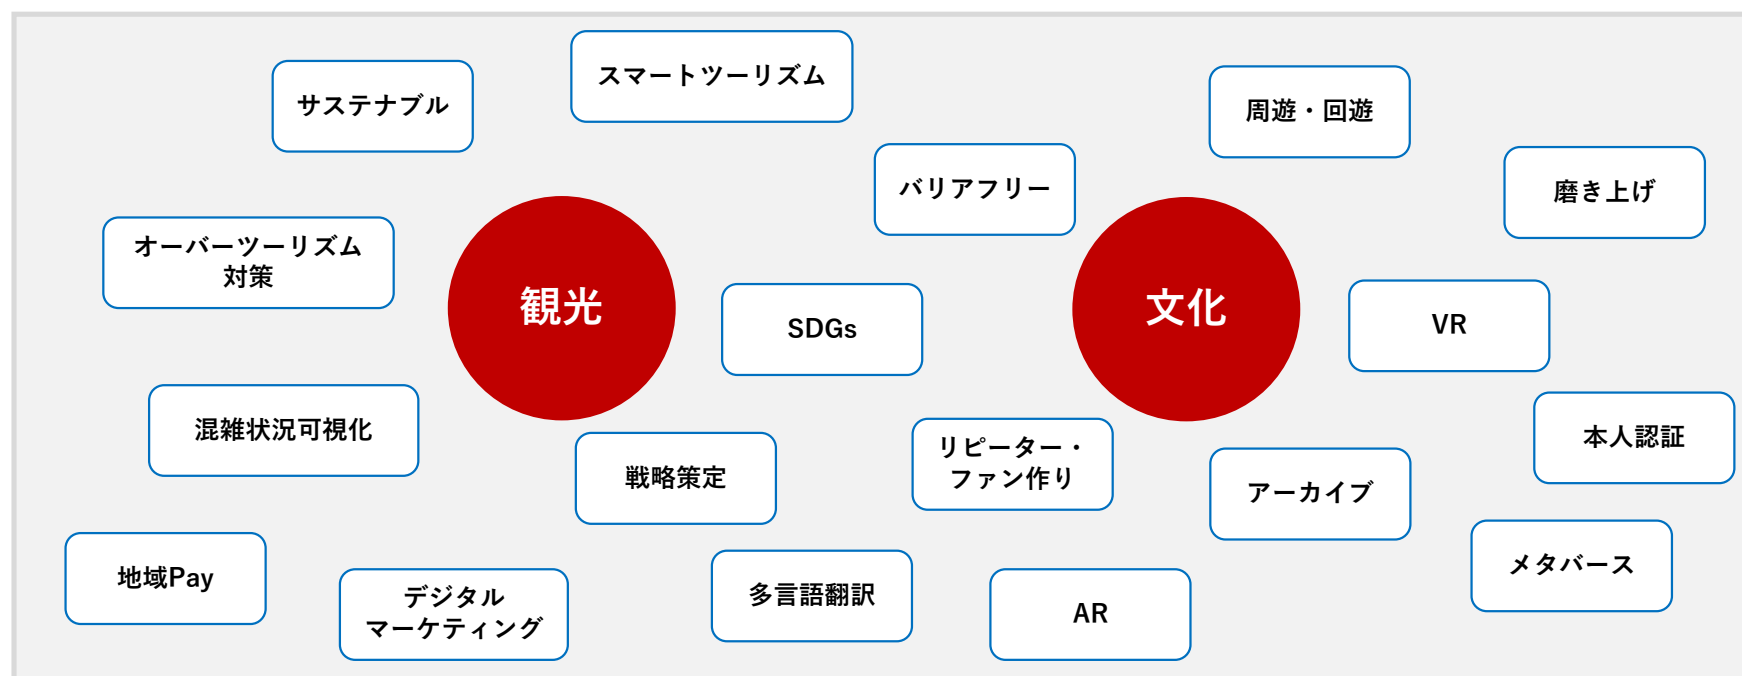 スマートツーリズム
サステナブル
周遊・回遊
バリアフリー
磨き上げ
オーバーツーリズム
対策
観光
文化
SDGs
VR
混雑状況可視化
戦略策定
リピーター・
ファン作り
本人認証
アーカイブ
地域Pay
デジタル
マーケティング
多言語翻訳
AR
メタバース